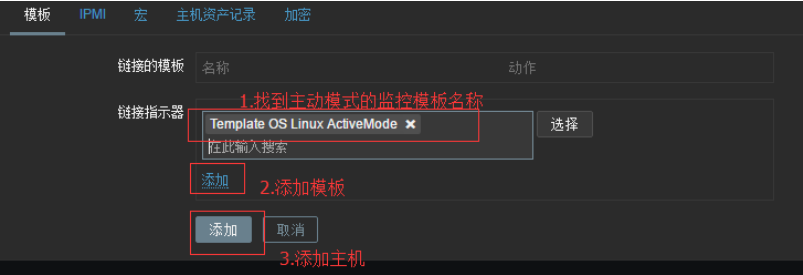 模板 IPMI 宏 主机资产记录 加密
链接的模板 名称 动作
1.找到主动模式的监控模板名称
链接指示器
Template OS Linux ActiveMode ✖ 选择
在此输入搜索
添加 2.添加模板
添加 取消
3.添加主机